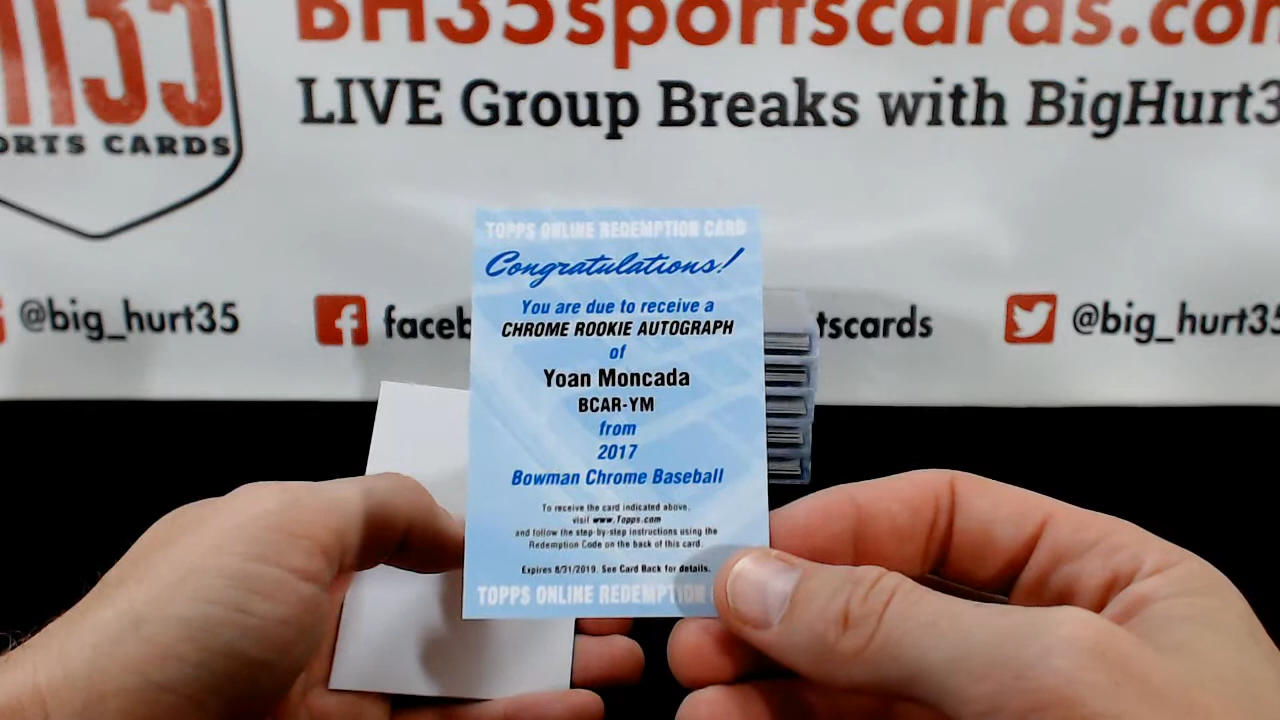 BH35sportscards.com
LIVE Group Breaks with BigHurt3
H35
ORTS CARDS
@big_hurt35
faceb
tscards
@big_hurt35
TOPPS ONLINE REDEMPTION CARD
Congratulations!
You are due to receive a
CHROME ROOKIE AUTOGRAPH
of
Yoan Moncada
BCAR-YM
from
2017
Bowman Chrome Baseball
To receive the card indicated above,
visit www.Topps.com
and follow the step-by-step instructions using the
Redemption Code on the back of this card.
Expires 8/31/2019. See Card Back for details.
TOPPS ONLINE REDEMPTION